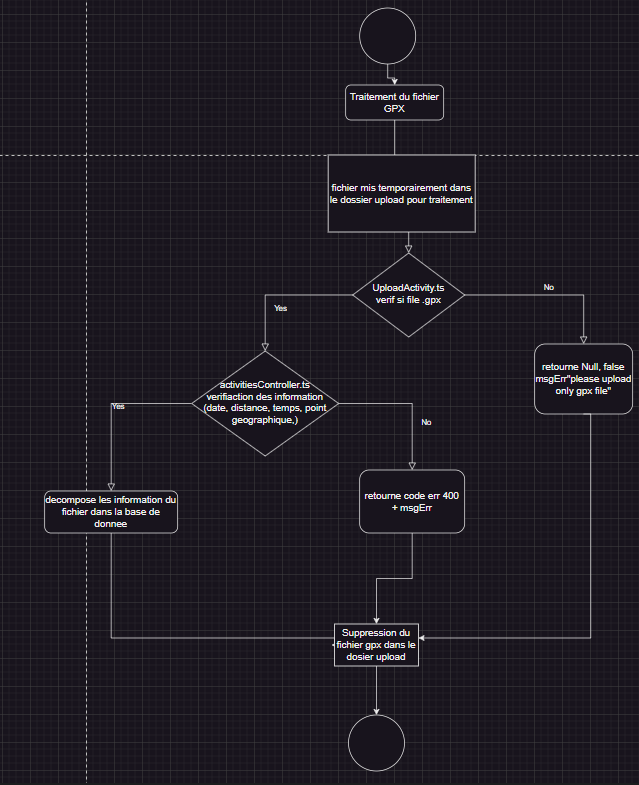 Traitement du fichier
GPX
fichier mis temporairement dans
le dossier upload pour traitement
UploadActivity.ts
verif si file .gpx
No
Yes
retourne Null, false
msgErr"please upload
only gpx file"
activitiesController.ts
verifiaction des information
(date, distance, temps, point
geographique,)
Yes
No
decompose les information du
fichier dans la base de
donnee
retourne code err 400
+ msgErr
Suppression du
fichier gpx dans le
dosier upload